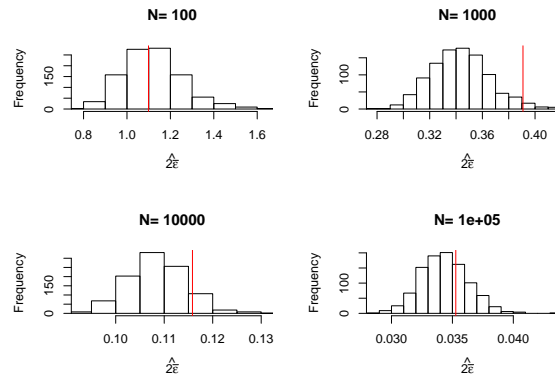 N= 100
N= 1000
Frequency
0 150
0.8 1.0 1.2 1.4 1.6
2ε̂
Frequency
0 100
0.28 0.32 0.36 0.40
2ε̂
N= 10000
N= 1e+05
Frequency
0 150
0.10 0.11 0.12 0.13
2ε̂
Frequency
0 100
0.030 0.035 0.040
2ε̂